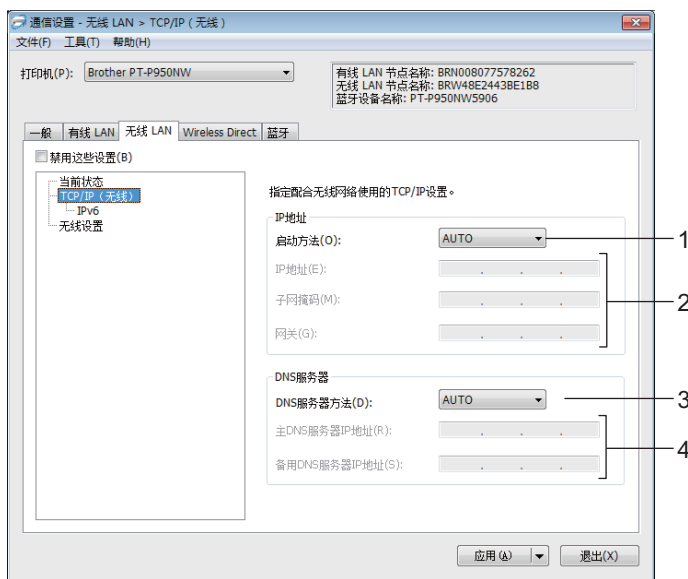 通信设置 - 无线 LAN > TCP/IP ( 无线 )
文件(F) 工具(T) 帮助(H)
打印机(P): Brother PT-P950NW
有线 LAN 节点名称: BRN008077578262
无线 LAN 节点名称: BRW48E2443BE1B8
蓝牙设备名称: PT-P950NW5906
一般 有线 LAN 无线 LAN Wireless Direct 蓝牙
禁用这些设置(B)
当前状态
TCP/IP ( 无线 )
IPv6
无线设置
指定配合无线网络使用的TCP/IP设置。
IP地址
启动方法(O): AUTO 1
IP地址(E): . . .
子网掩码(M): . . . 2
网关(G): . . .
DNS服务器
DNS服务器方法(D): AUTO 3
主DNS服务器IP地址(R): . . .
4
备用DNS服务器IP地址(S): . . .
应用(A) 退出(X)